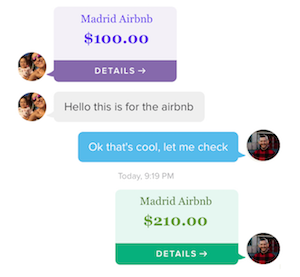 Madrid Airbnb
$100.00
DETAILS →
Hello this is for the airbnb
Ok that's cool, let me check
Today, 9:19 PM
Madrid Airbnb
$210.00
DETAILS →